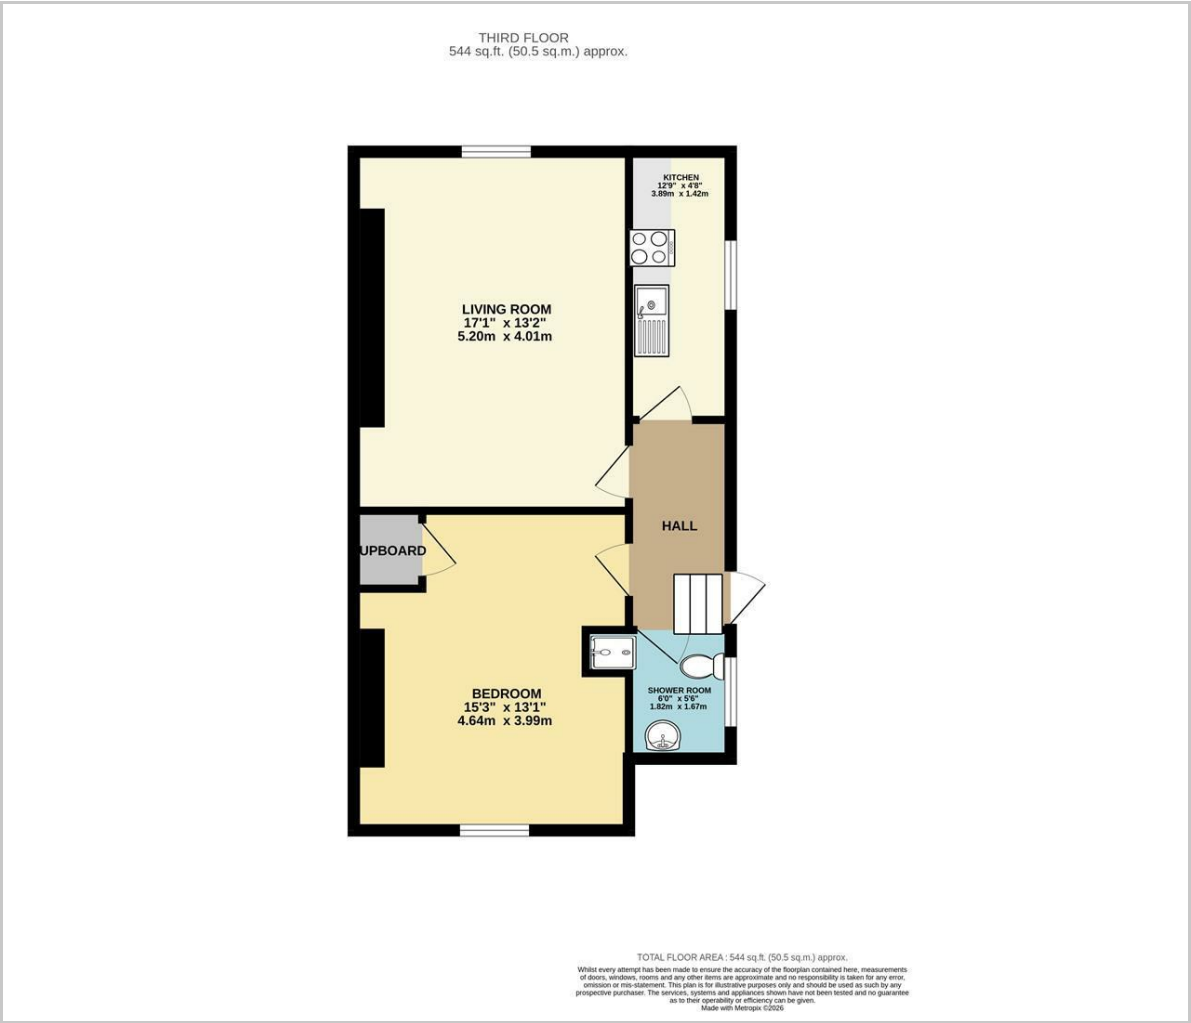 THIRD FLOOR
544 sq.ft. (50.5 sq.m.) approx.
KITCHEN
12'9" x 4'8"
3.89m x 1.42m
LIVING ROOM
17'1" x 13'2"
5.20m x 4.01m
HALL
UPBOARD
BEDROOM
15'3" x 13'1"
4.64m x 3.99m
SHOWER ROOM
6'0" x 5'6"
1.82m x 1.67m
TOTAL FLOOR AREA : 544 sq.ft. (50.5 sq.m.) approx.
Whilst every attempt has been made to ensure the accuracy of the floorplan contained here, measurements
of doors, windows, rooms and any other items are approximate and no responsibility is taken for any error,
omission or mis-statement. This plan is for illustrative purposes only and should be used as such by any
prospective purchaser. The services, systems and appliances shown have not been tested and no guarantee
as to their operability or efficiency can be given.
Made with Metropix ©2026